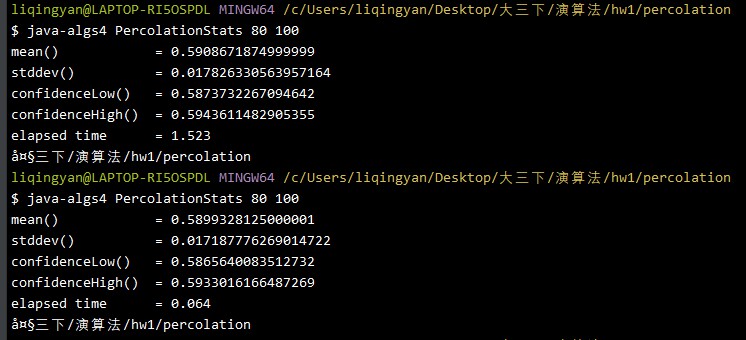 liqingyan@LAPTOP-RI5OSPDL MINGW64 /c/Users/liqingyan/Desktop/大三下/演算法/hw1/percolation
$ java-algs4 PercolationStats 80 100
mean()          = 0.5908671874999999
stddev()        = 0.017826330563957164
confidenceLow()   = 0.5873732267094642
confidenceHigh()  = 0.5943611482905355
elapsed time    = 1.523
å¤§三下/演算法/hw1/percolation
liqingyan@LAPTOP-RI5OSPDL MINGW64 /c/Users/liqingyan/Desktop/大三下/演算法/hw1/percolation
$ java-algs4 PercolationStats 80 100
mean()          = 0.5899328125000001
stddev()        = 0.017187776269014722
confidenceLow()   = 0.5865640083512732
confidenceHigh()  = 0.5933016166487269
elapsed time    = 0.064
å¤§三下/演算法/hw1/percolation